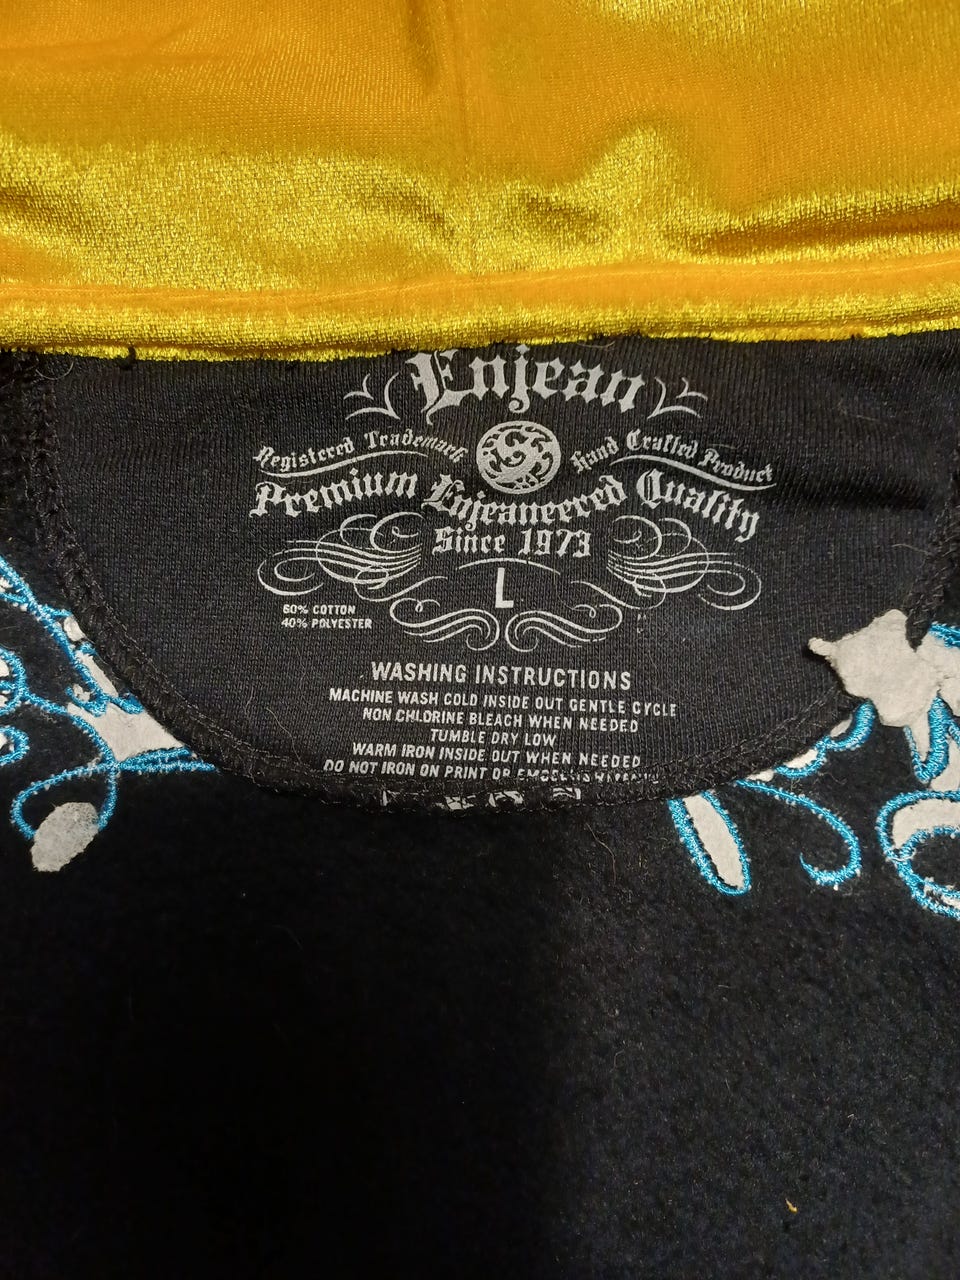 Enjean
Registered Trademark Hand Crafted Product
Premium Enjeaneered Quality
Since 1973
L
60% COTTON
40% POLYESTER
WASHING INSTRUCTIONS
MACHINE WASH COLD INSIDE OUT GENTLE CYCLE
NON CHLORINE BLEACH WHEN NEEDED
TUMBLE DRY LOW
WARM IRON INSIDE OUT WHEN NEEDED
DO NOT IRON ON PRINT OR